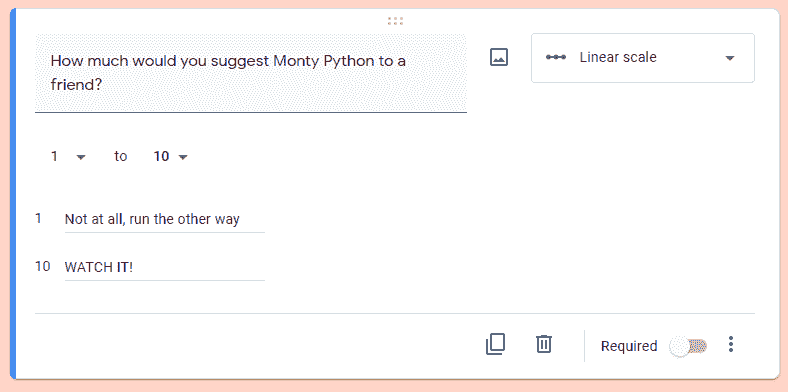 How much would you suggest Monty Python to a
friend?
Linear scale
1 to 10
1 Not at all, run the other way
10 WATCH IT!
Required